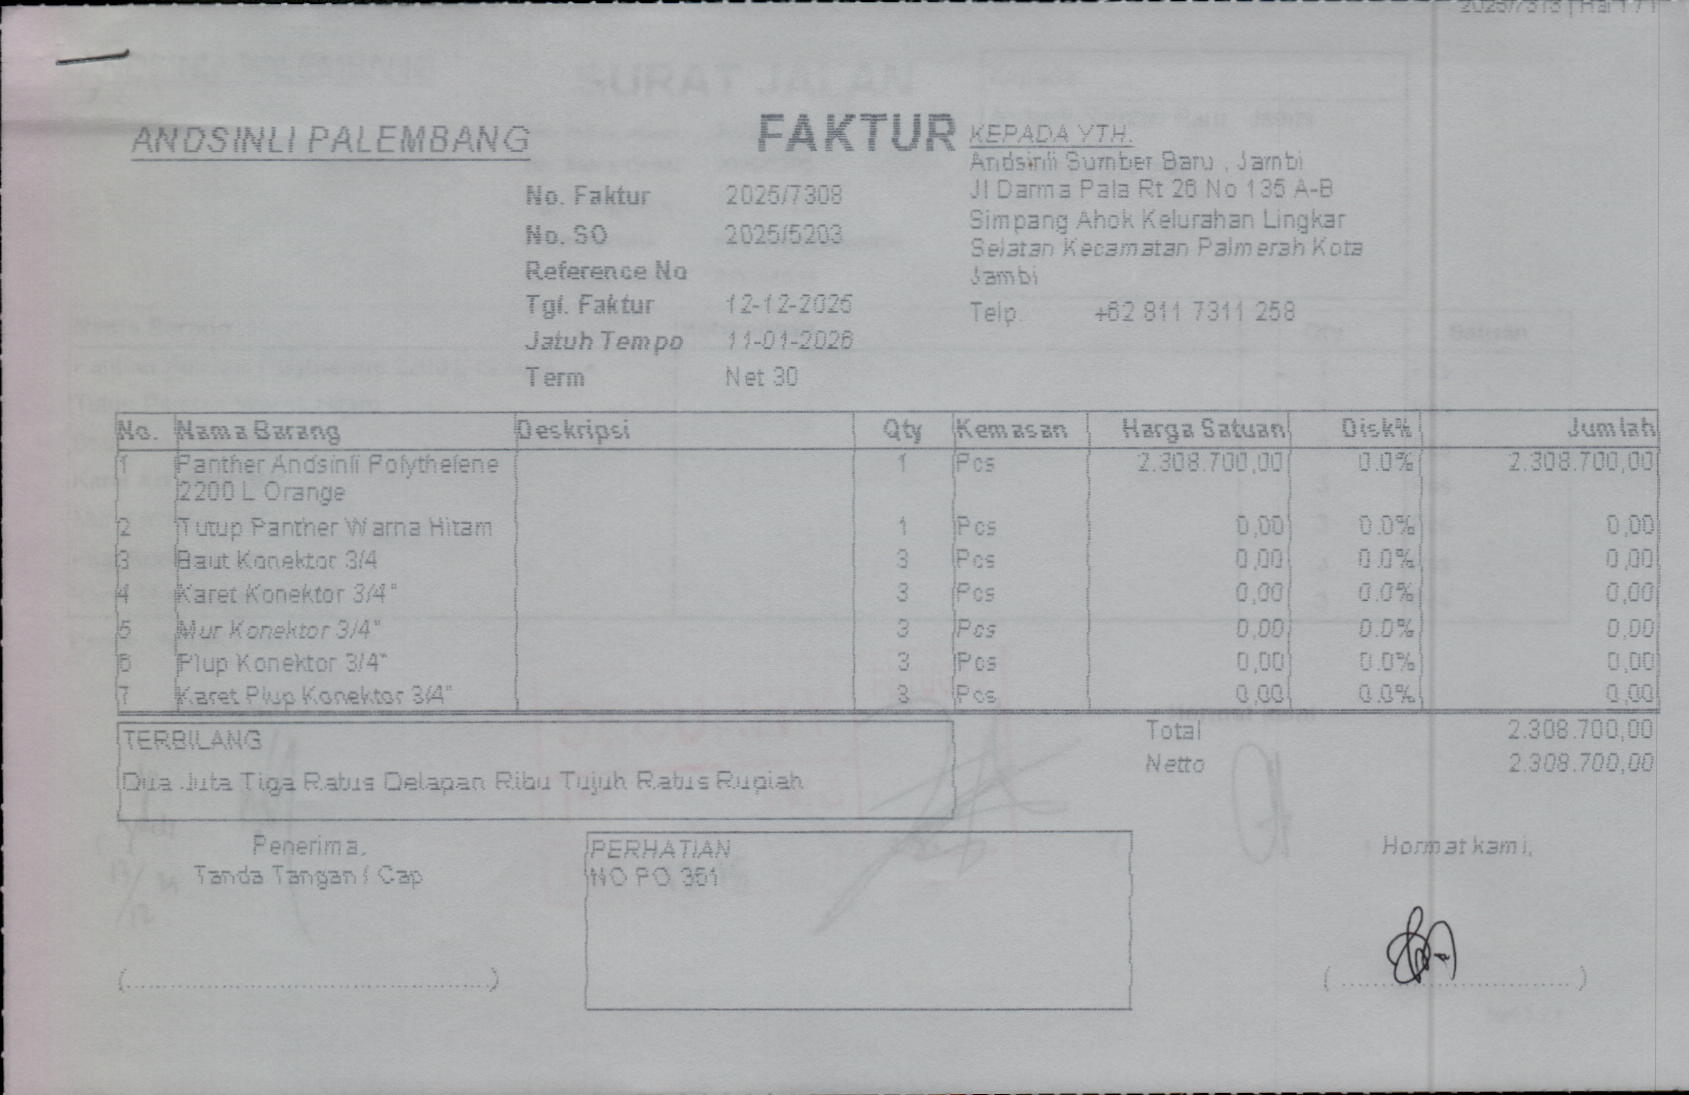 ANDSINLI PALEMBANG
FAKTUR
No. Faktur 2025/7308
No. SO 2025/5203
Reference No
Tgl. Faktur 12-12-2025
Jatuh Tempo 11-01-2026
Term Net 30
KEPADA YTH.
Andsinli Sumber Baru , Jambi
Jl Darma Pala Rt 26 No 135 A-B
Simpang Ahok Kelurahan Lingkar
Selatan Kecamatan Palmerah Kota
Jambi
Telp. +62 811 7311 258
No. Nama Barang Deskripsi Qty Kemasan Harga Satuan Disk% Jumlah
1 Panther Andsinli Polythelene 1 Pcs 2.308.700,00 0.0% 2.308.700,00
2200 L Orange
2 Tutup Panther Warna Hitam 1 Pcs 0,00 0.0% 0,00
3 Baut Konektor 3/4 3 Pcs 0,00 0.0% 0,00
4 Karet Konektor 3/4" 3 Pcs 0,00 0.0% 0,00
5 Mur Konektor 3/4" 3 Pcs 0,00 0.0% 0,00
6 Plup Konektor 3/4" 3 Pcs 0,00 0.0% 0,00
7 Karet Plup Konektor 3/4" 3 Pcs 0,00 0.0% 0,00
TERBILANG
Dua Juta Tiga Ratus Delapan Ribu Tujuh Ratus Rupiah
Total 2.308.700,00
Netto 2.308.700,00
Penerima,
Tanda Tangan / Cap
PERHATIAN
NO PO 351
Hormat kami,
SURAT JALAN